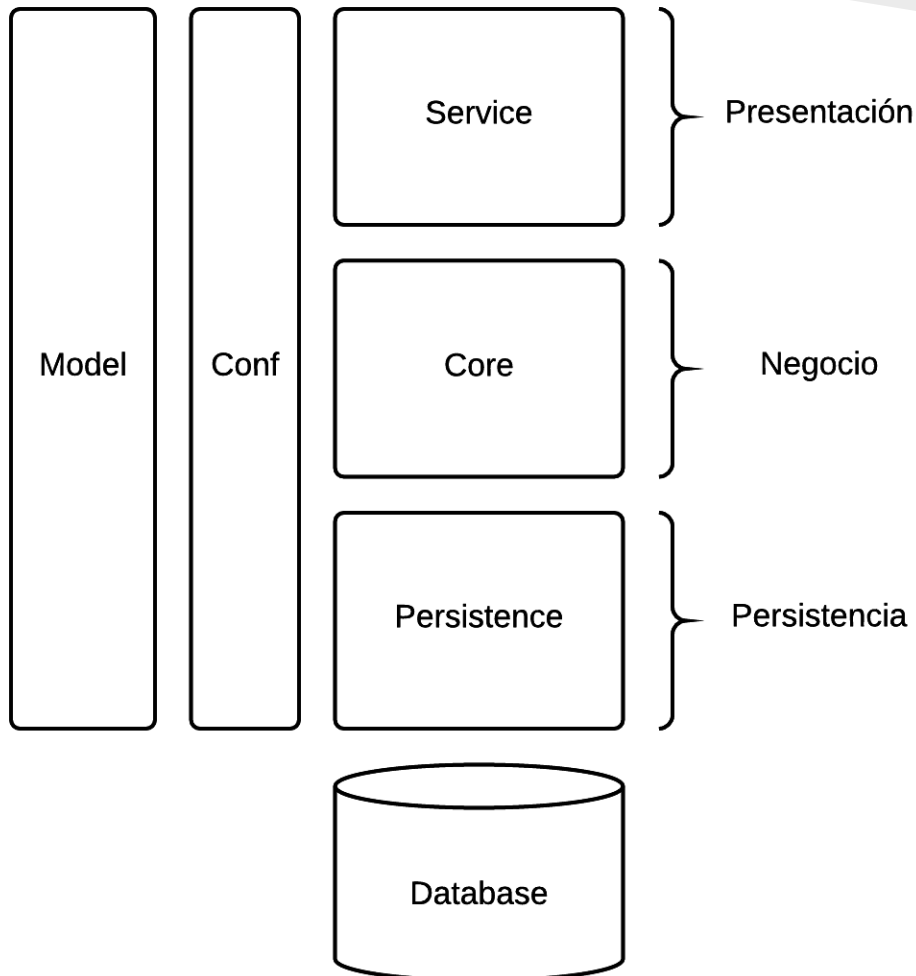 Service
Presentación
Model
Conf
Core
Negocio
Persistence
Persistencia
Database